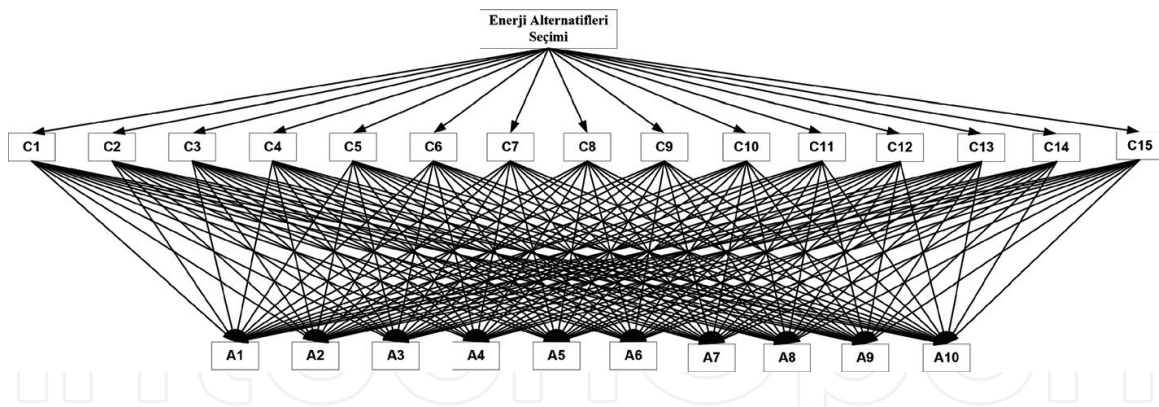 Enerji Alternatifleri
Seçimi
C1 C2 C3 C4 C5 C6 C7 C8 C9 C10 C11 C12 C13 C14 C15
A1 A2 A3 A4 A5 A6 A7 A8 A9 A10